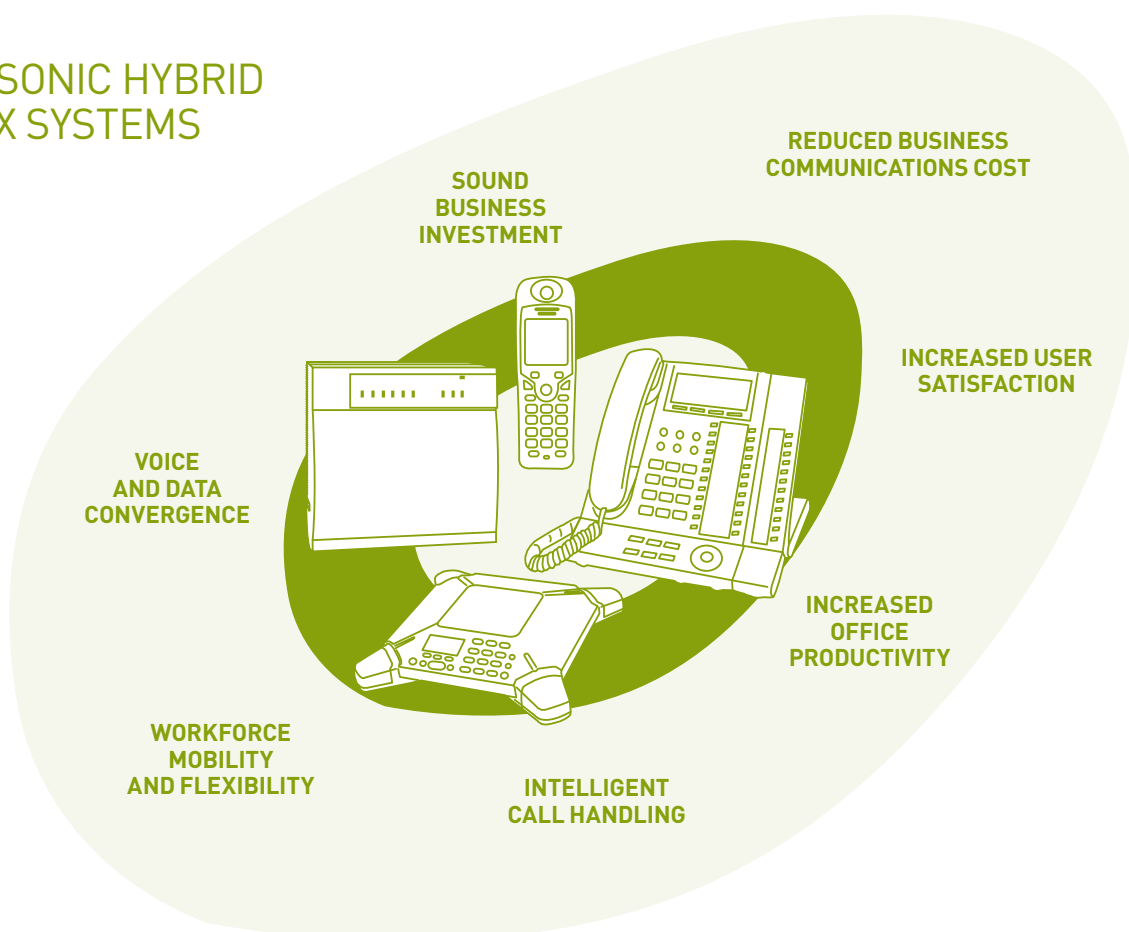 SONIC HYBRID
X SYSTEMS
REDUCED BUSINESS
COMMUNICATIONS COST
SOUND
BUSINESS
INVESTMENT
INCREASED USER
SATISFACTION
VOICE
AND DATA
CONVERGENCE
INCREASED
OFFICE
PRODUCTIVITY
WORKFORCE
MOBILITY
AND FLEXIBILITY
INTELLIGENT
CALL HANDLING